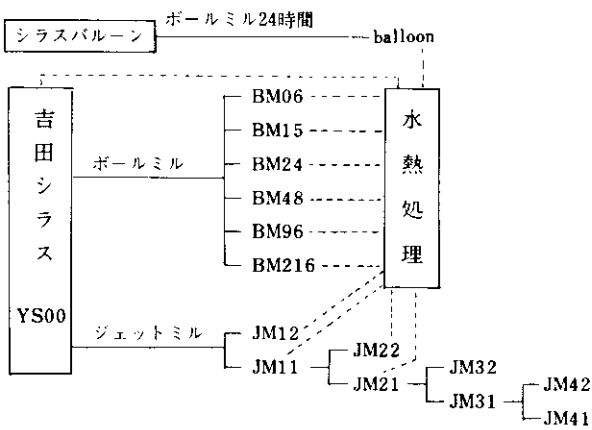 ボールミル24時間
シラスバルーン
balloon
吉田シラス
YS00
ボールミル
BM06
BM15
BM24
BM48
BM96
BM216
水熱処理
ジェットミル
JM12
JM11
JM22
JM21
JM32
JM31
JM42
JM41